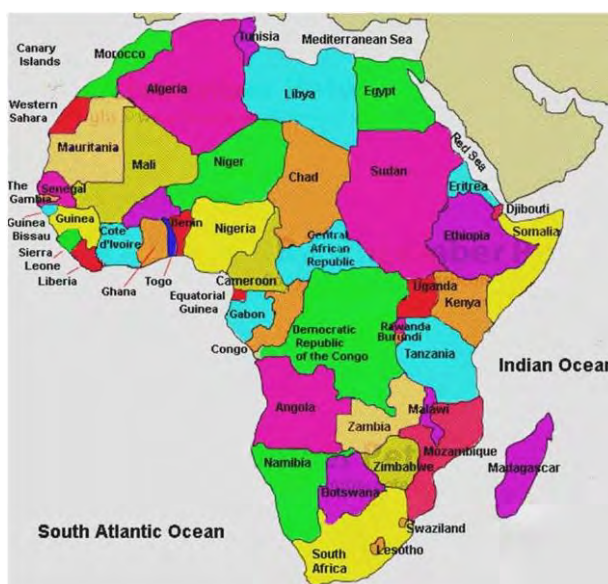 Mediterranean Sea
Tunisia
Canary
Islands
Morocco
Algeria
Libya
Egypt
Western
Sahara
Red Sea
Mauritania
Mali
Niger
Chad
Sudan
Eritrea
The
Gambia
Senegal
Djibouti
Guinea
Bissau
Guinea
Cote
d'Ivoire
Benin
Nigeria
Somalia
Ethiopia
Central
African
Republic
Sierra
Leone
Liberia
Ghana
Togo
Cameroon
Equatorial
Guinea
Gabon
Congo
Uganda
Kenya
Democratic
Republic
of the Congo
Rawanda
Burundi
Tanzania
Indian Ocean
Angola
Zambia
Malawi
Mozambique
Madagascar
Namibia
Zimbabwe
Botswana
South Atlantic Ocean
Swaziland
South
Africa
Lesotho